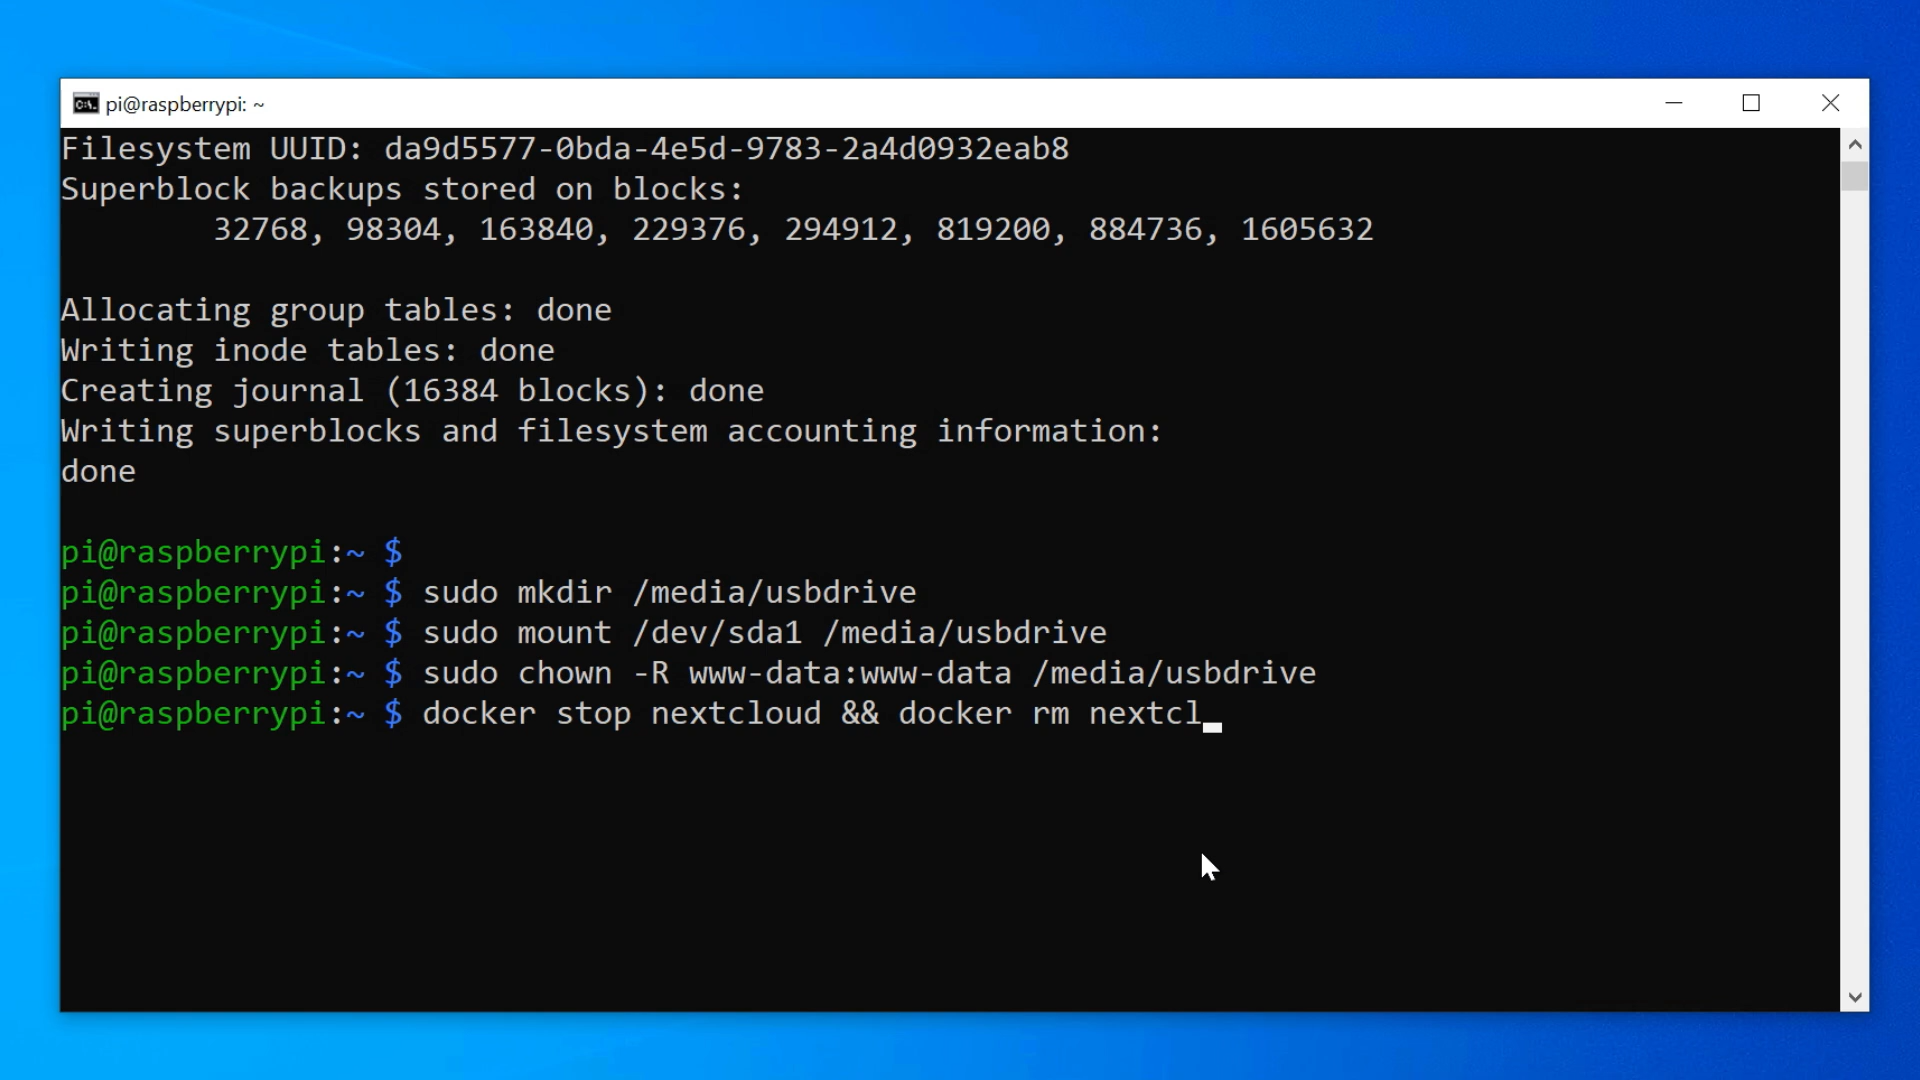 pi@raspberrypi: ~
Filesystem UUID: da9d5577-0bda-4e5d-9783-2a4d0932eab8
Superblock backups stored on blocks:
32768, 98304, 163840, 229376, 294912, 819200, 884736, 1605632
Allocating group tables: done
Writing inode tables: done
Creating journal (16384 blocks): done
Writing superblocks and filesystem accounting information:
done
pi@raspberrypi:~ $
pi@raspberrypi:~ $ sudo mkdir /media/usbdrive
pi@raspberrypi:~ $ sudo mount /dev/sda1 /media/usbdrive
pi@raspberrypi:~ $ sudo chown -R www-data:www-data /media/usbdrive
pi@raspberrypi:~ $ docker stop nextcloud && docker rm nextcl